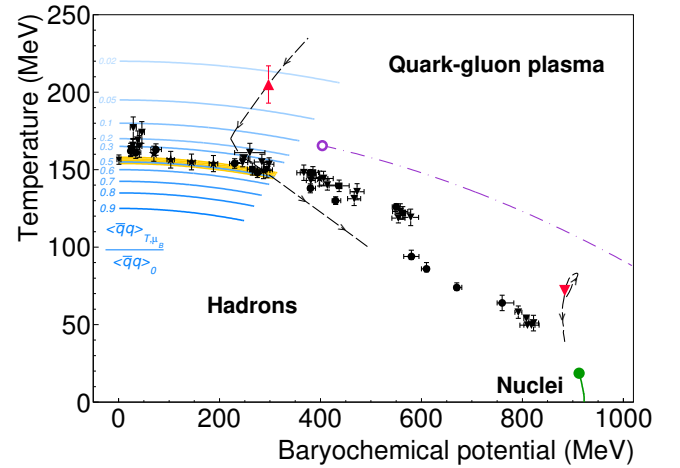 Temperature (MeV)
250
200
150
100
50
0
0.02
0.05
0.1
0.2
0.3
0.5
0.6
0.7
0.8
0.9
<q̄q>T,μB
<q̄q>0
Quark-gluon plasma
Hadrons
Nuclei
0 200 400 600 800 1000
Baryochemical potential (MeV)